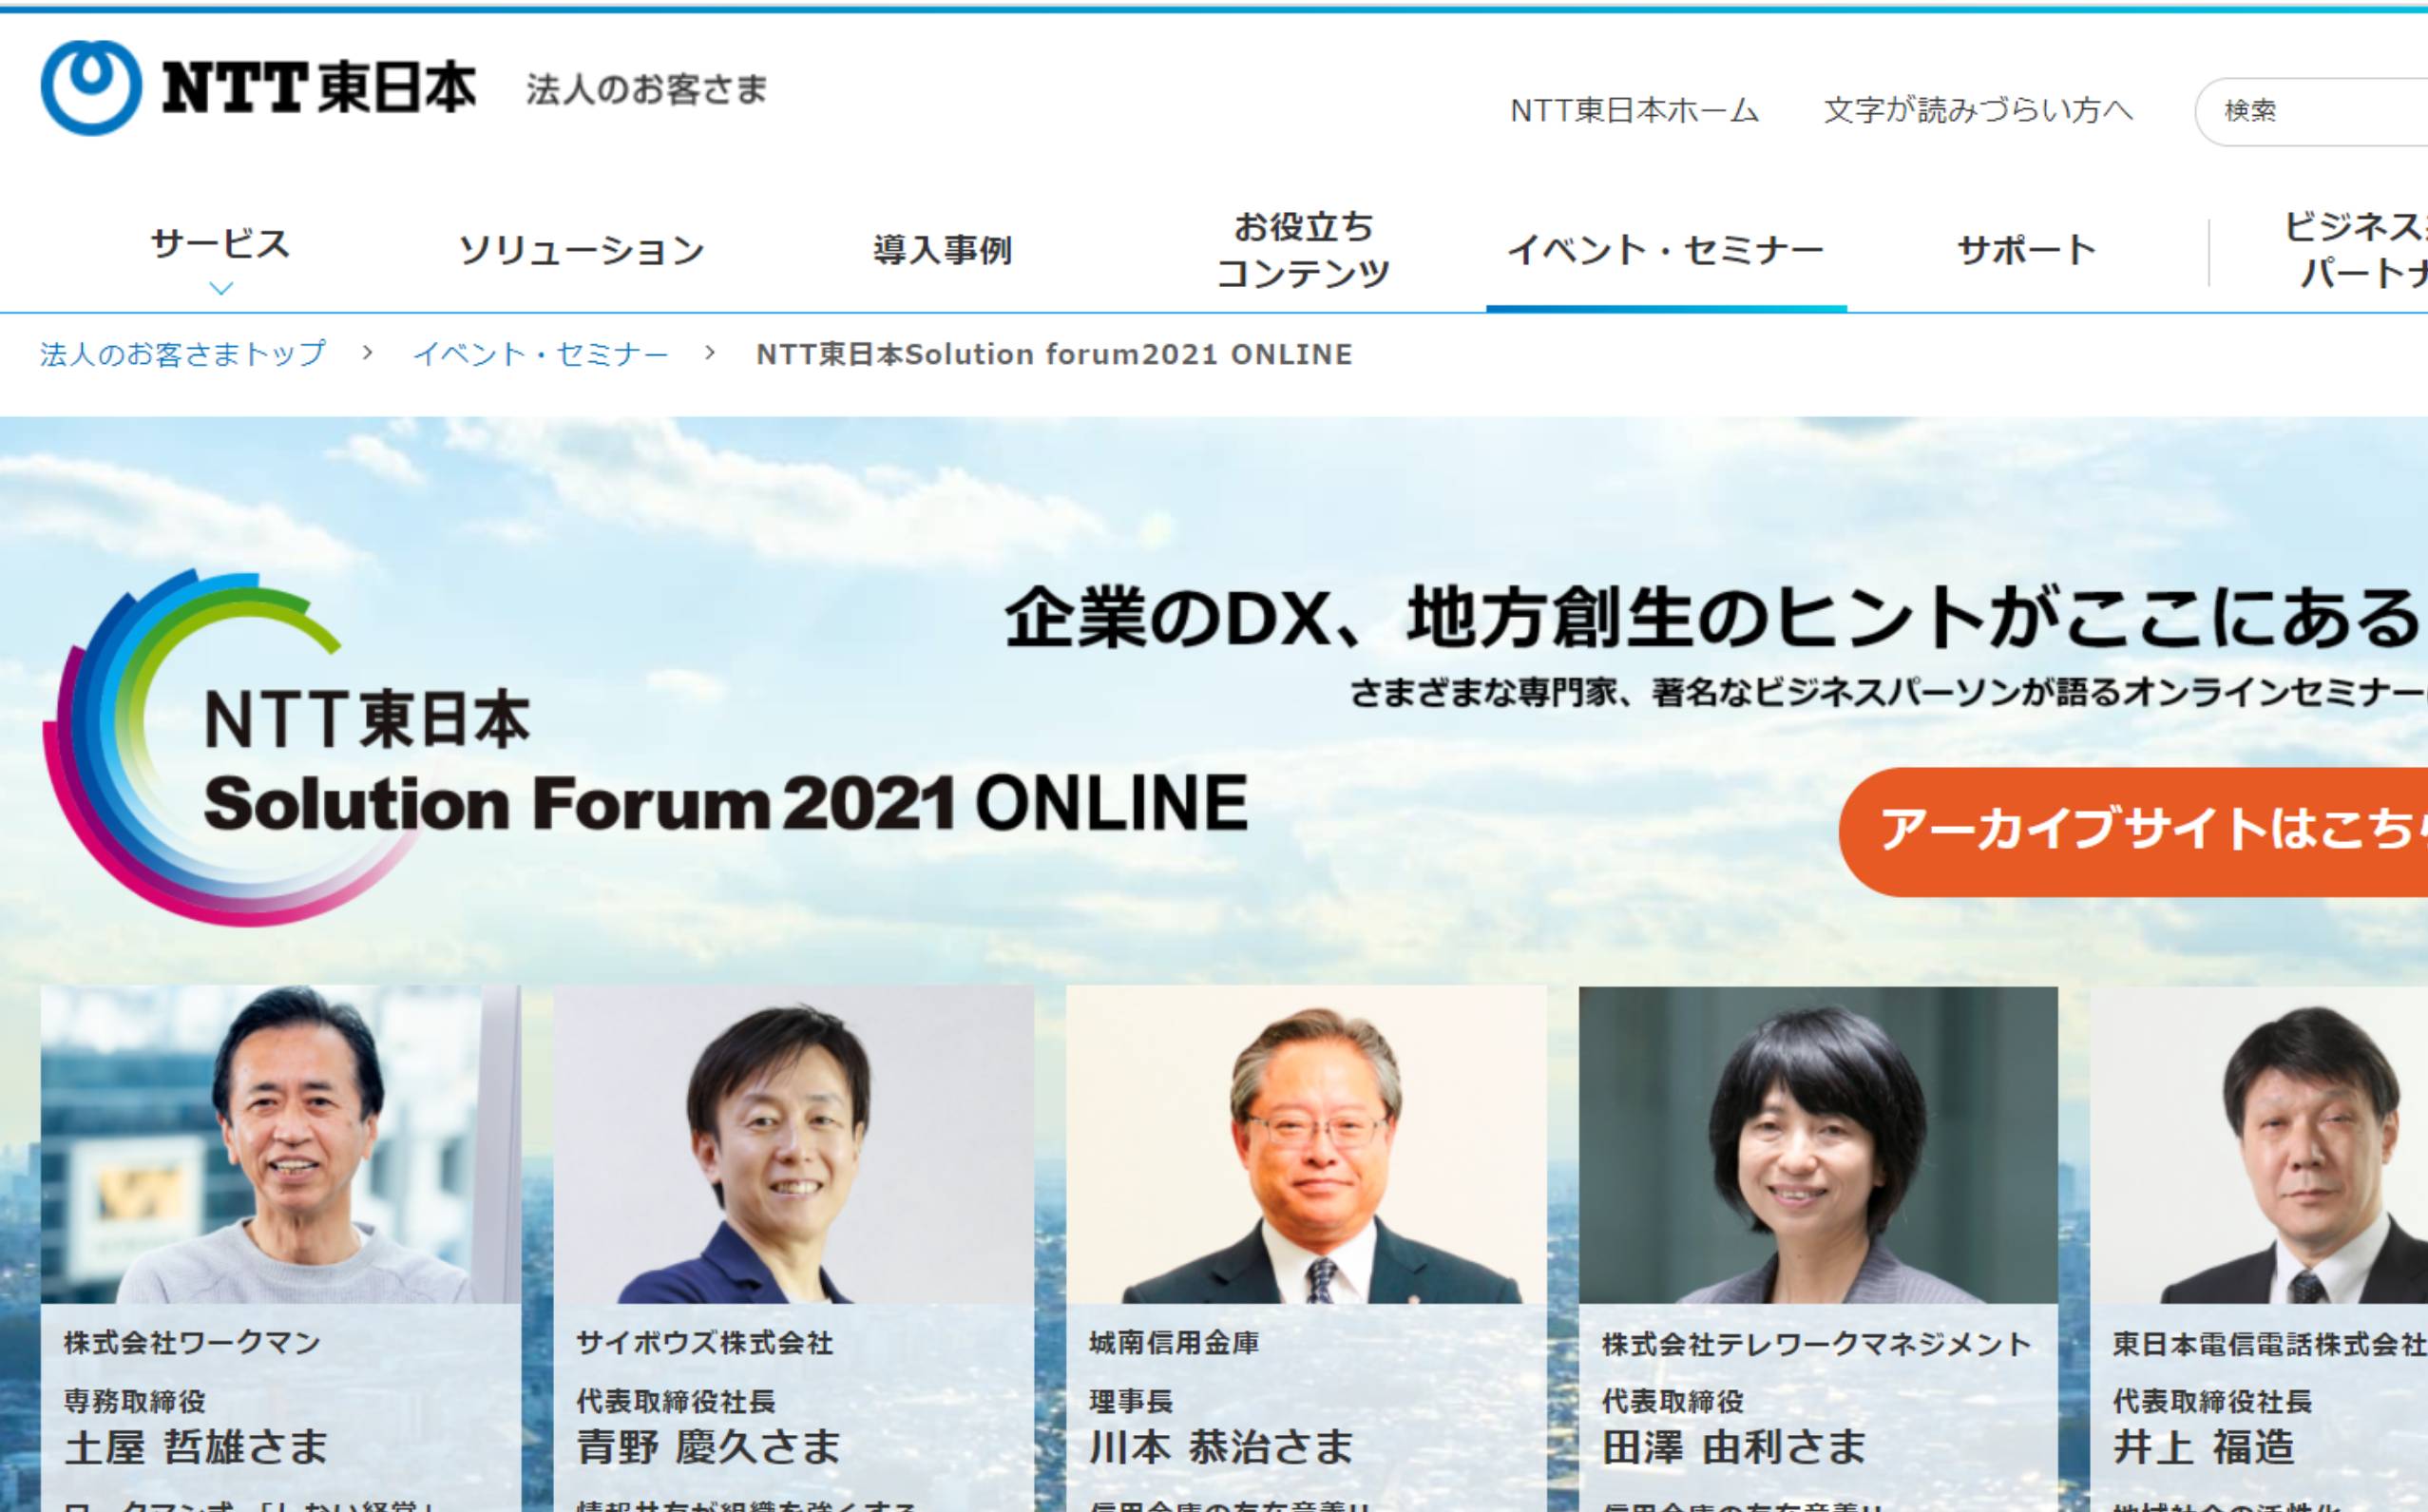 NTT東日本 法人のお客さま
NTT東日本ホーム 文字が読みづらい方へ 検索
サービス ソリューション 導入事例 お役立ち
コンテンツ イベント・セミナー サポート ビジネス
パート
法人のお客さまトップ > イベント・セミナー > NTT東日本Solution forum2021 ONLINE
企業のDX、地方創生のヒントがここにある
さまざまな専門家、著名なビジネスパーソンが語るオンラインセミナー
NTT東日本
Solution Forum 2021 ONLINE
アーカイブサイトはこち
株式会社ワークマン
専務取締役
土屋 哲雄さま
サイボウズ株式会社
代表取締役社長
青野 慶久さま
城南信用金庫
理事長
川本 恭治さま
株式会社テレワークマネジメント
代表取締役
田澤 由利さま
東日本電信電話株式会社
代表取締役社長
井上 福造